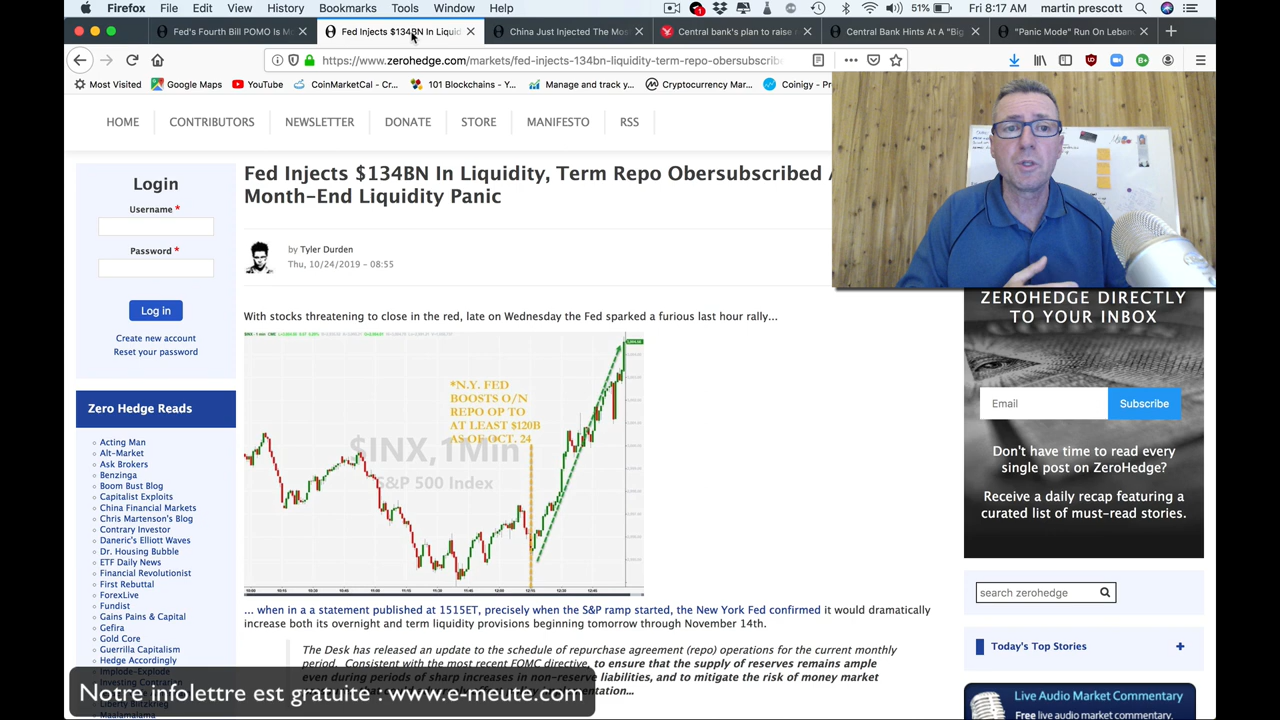 Firefox File Edit View History Bookmarks Tools Window Help
51% Fri 8:17 AM martin prescott
Fed's Fourth Bill POMO Is M
Fed Injects $134BN In Liquid
China Just Injected The Mos
Central bank's plan to raise
Central Bank Hints At A "Big
"Panic Mode" Run On Leban
https://www.zerohedge.com/markets/fed-injects-134bn-liquidity-term-repo-obersubscrib
Most Visited Google Maps YouTube CoinMarketCal - Cr... 101 Blockchains - Y... Manage and track y... Cryptocurrency Mar... Coinigy - Cryp
HOME CONTRIBUTORS NEWSLETTER DONATE STORE MANIFESTO RSS
Login
Username *
Password *
Log in
Create new account
Reset your password
Zero Hedge Reads
Acting Man
Alt-Market
Ask Brokers
Benzinga
Boom Bust Blog
Capitalist Exploits
China Financial Markets
Chris Martenson's Blog
Contrary Investor
Daneric's Elliott Waves
Dr. Housing Bubble
ETF Daily News
Financial Revolutionist
First Rebuttal
ForexLive
Fundist
Gains Pains & Capital
Gefira
Gold Core
Guerrilla Capitalism
Hedge Accordingly
Implode-Explode
Investing Contrarian
Liberty Blitzkrieg
Maalamalama
Fed Injects $134BN In Liquidity, Term Repo Obersubscribed
Month-End Liquidity Panic
by Tyler Durden
Thu, 10/24/2019 - 08:55
With stocks threatening to close in the red, late on Wednesday the Fed sparked a furious last hour rally...
*N.Y. FED
BOOSTS O/N
REPO OP TO
AT LEAST $120B
AS OF OCT. 24
$INX,1Min
S&P 500 Index
... when in a a statement published at 1515ET, precisely when the S&P ramp started, the New York Fed confirmed it would dramatically
increase both its overnight and term liquidity provisions beginning tomorrow through November 14th.
The Desk has released an update to the schedule of repurchase agreement (repo) operations for the current monthly
period. Consistent with the most recent FOMC directive, to ensure that the supply of reserves remains ample
even during periods of sharp increases in non-reserve liabilities, and to mitigate the risk of money market
ZEROHEDGE DIRECTLY
TO YOUR INBOX
Email Subscribe
Don't have time to read every
single post on ZeroHedge?
Receive a daily recap featuring a
curated list of must-read stories.
search zerohedge
Today's Top Stories
Live Audio Market Commentary
Free live audio market commentary.
Notre infolettre est gratuite : www.et-minute.com